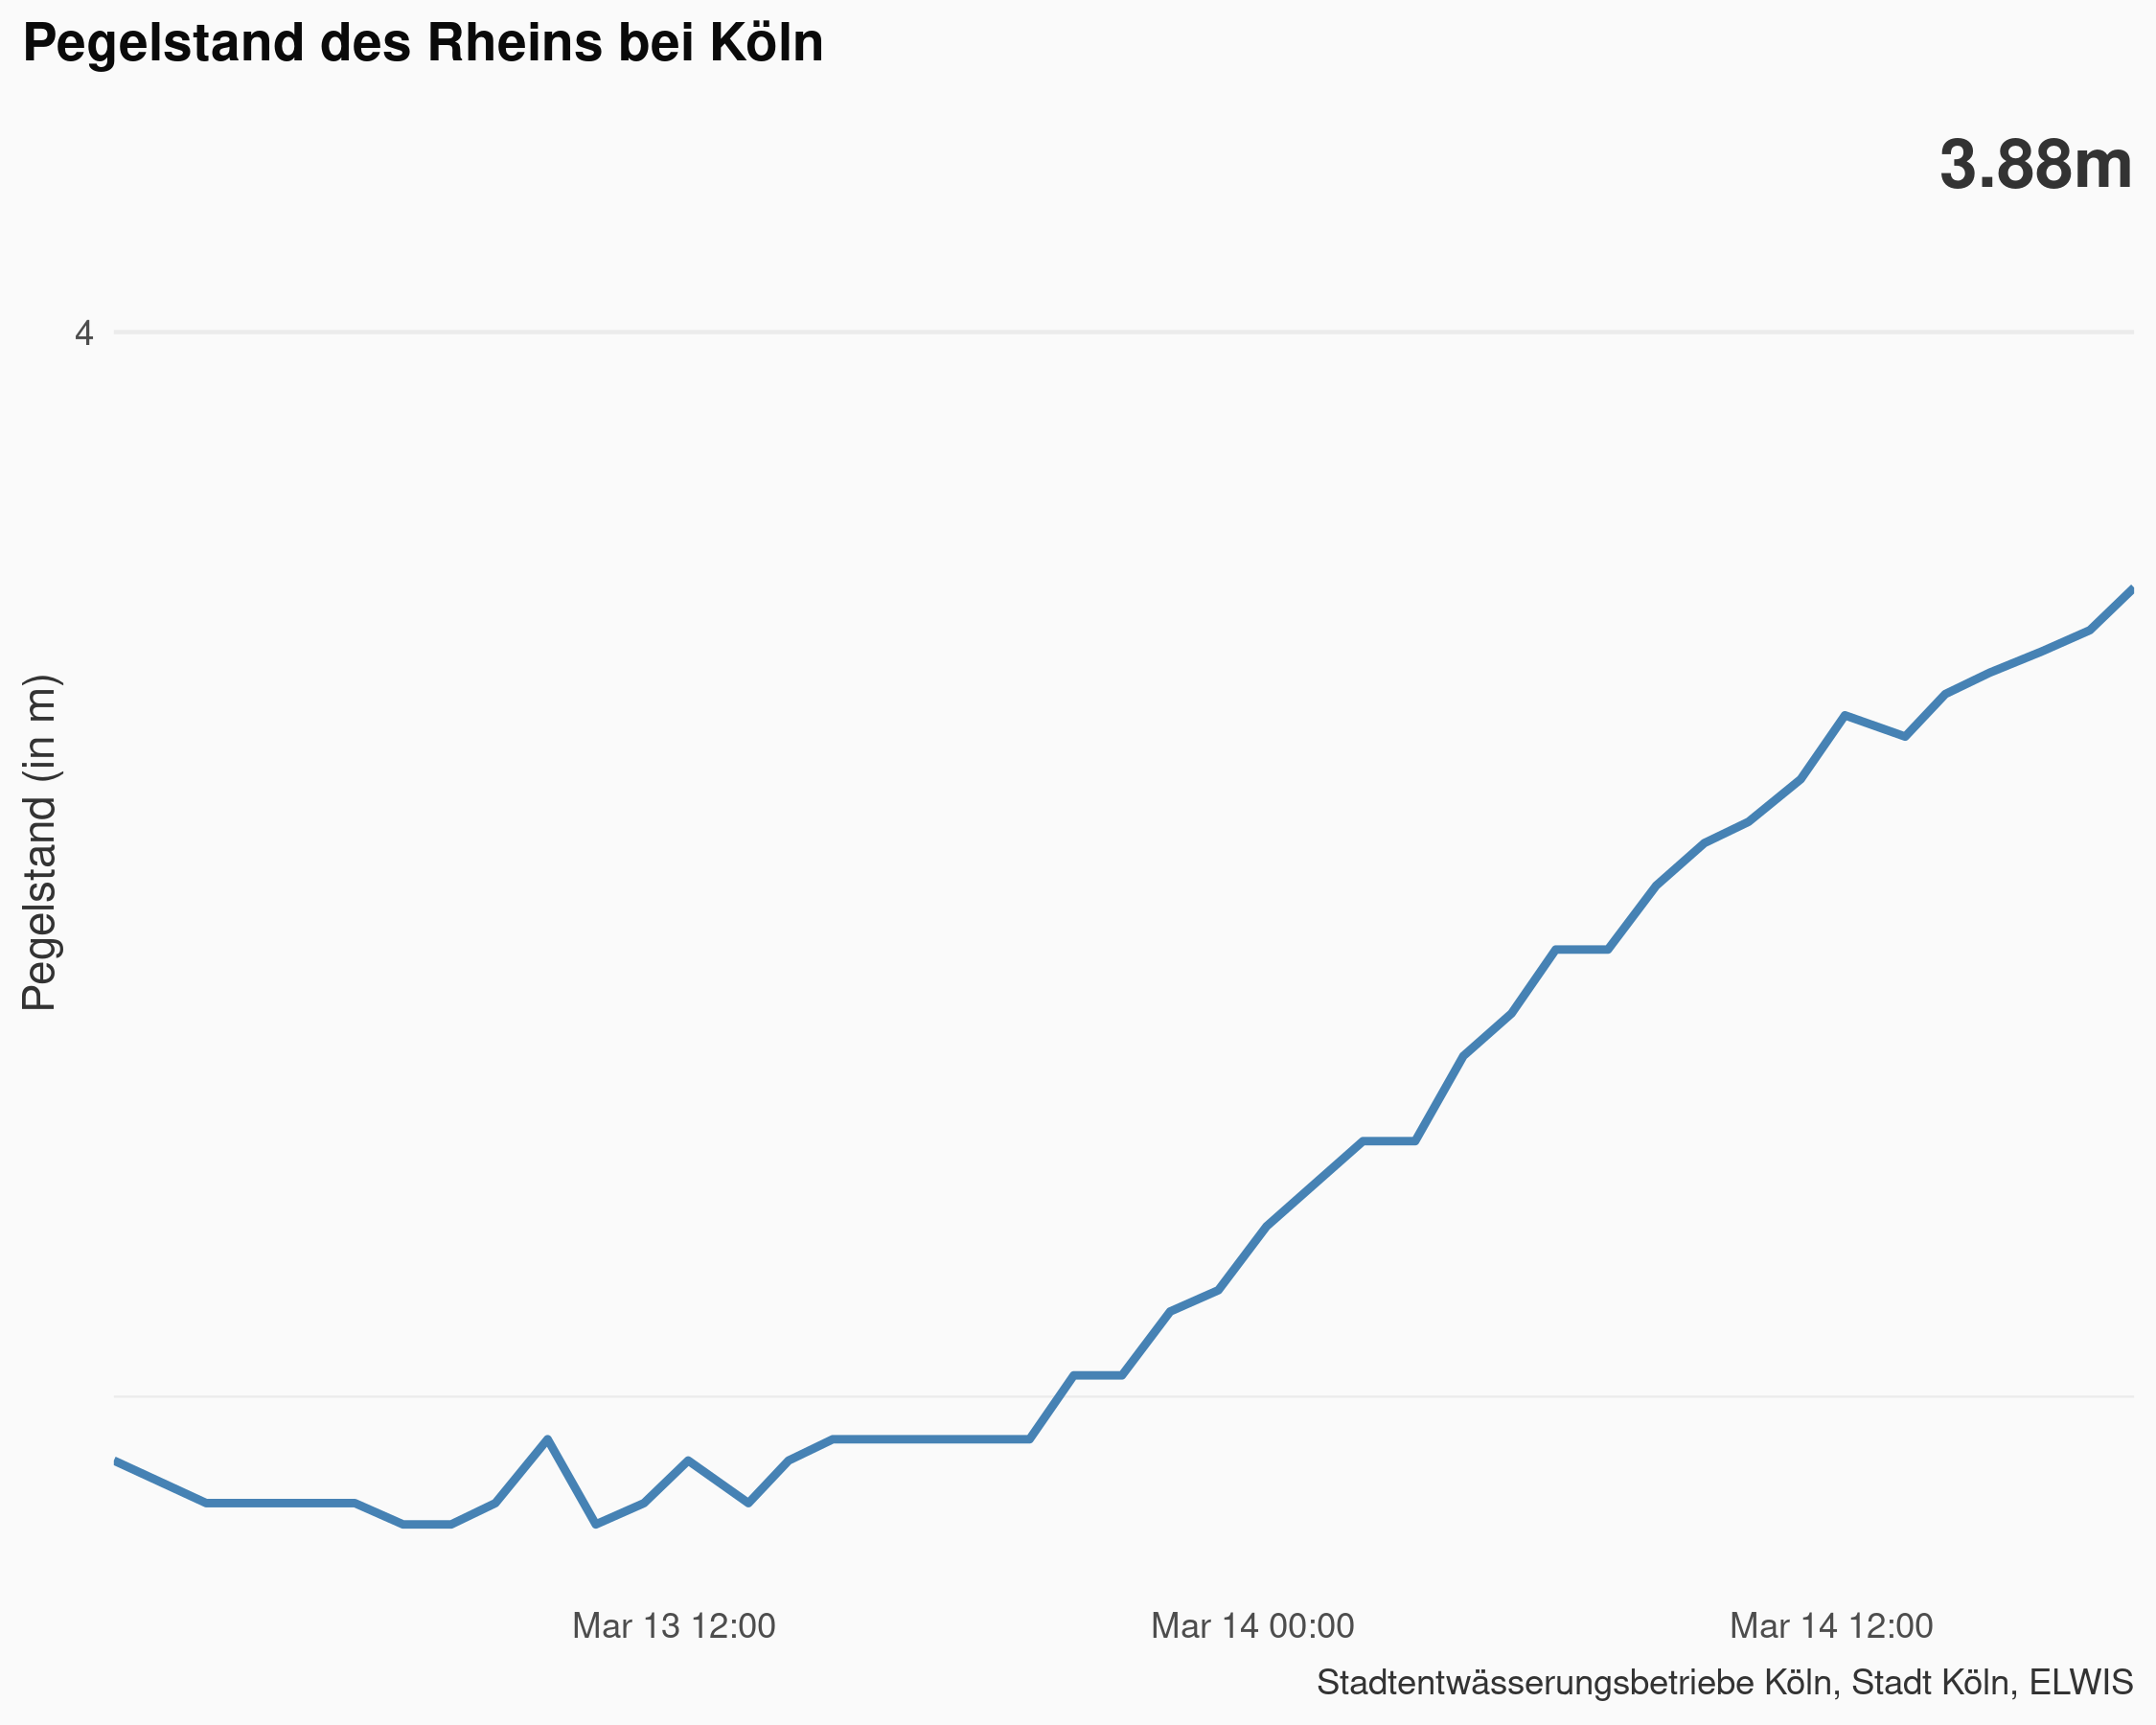 Pegelstand des Rheins bei Köln
3.88m
4
Pegelstand (in m)
Mar 13 12:00
Mar 14 00:00
Mar 14 12:00
Stadtentwässerungsbetriebe Köln, Stadt Köln, ELWIS